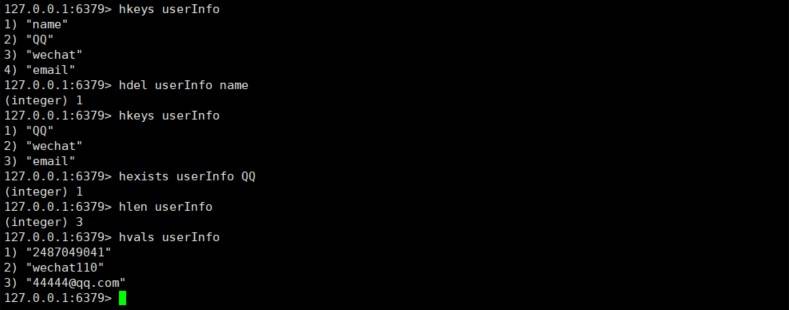 127.0.0.1:6379> hkeys userInfo
1) "name"
2) "QQ"
3) "wechat"
4) "email"
127.0.0.1:6379> hdel userInfo name
(integer) 1
127.0.0.1:6379> hkeys userInfo
1) "QQ"
2) "wechat"
3) "email"
127.0.0.1:6379> hexists userInfo QQ
(integer) 1
127.0.0.1:6379> hlen userInfo
(integer) 3
127.0.0.1:6379> hvals userInfo
1) "2487049041"
2) "wechat110"
3) "44444@qq.com"
127.0.0.1:6379>